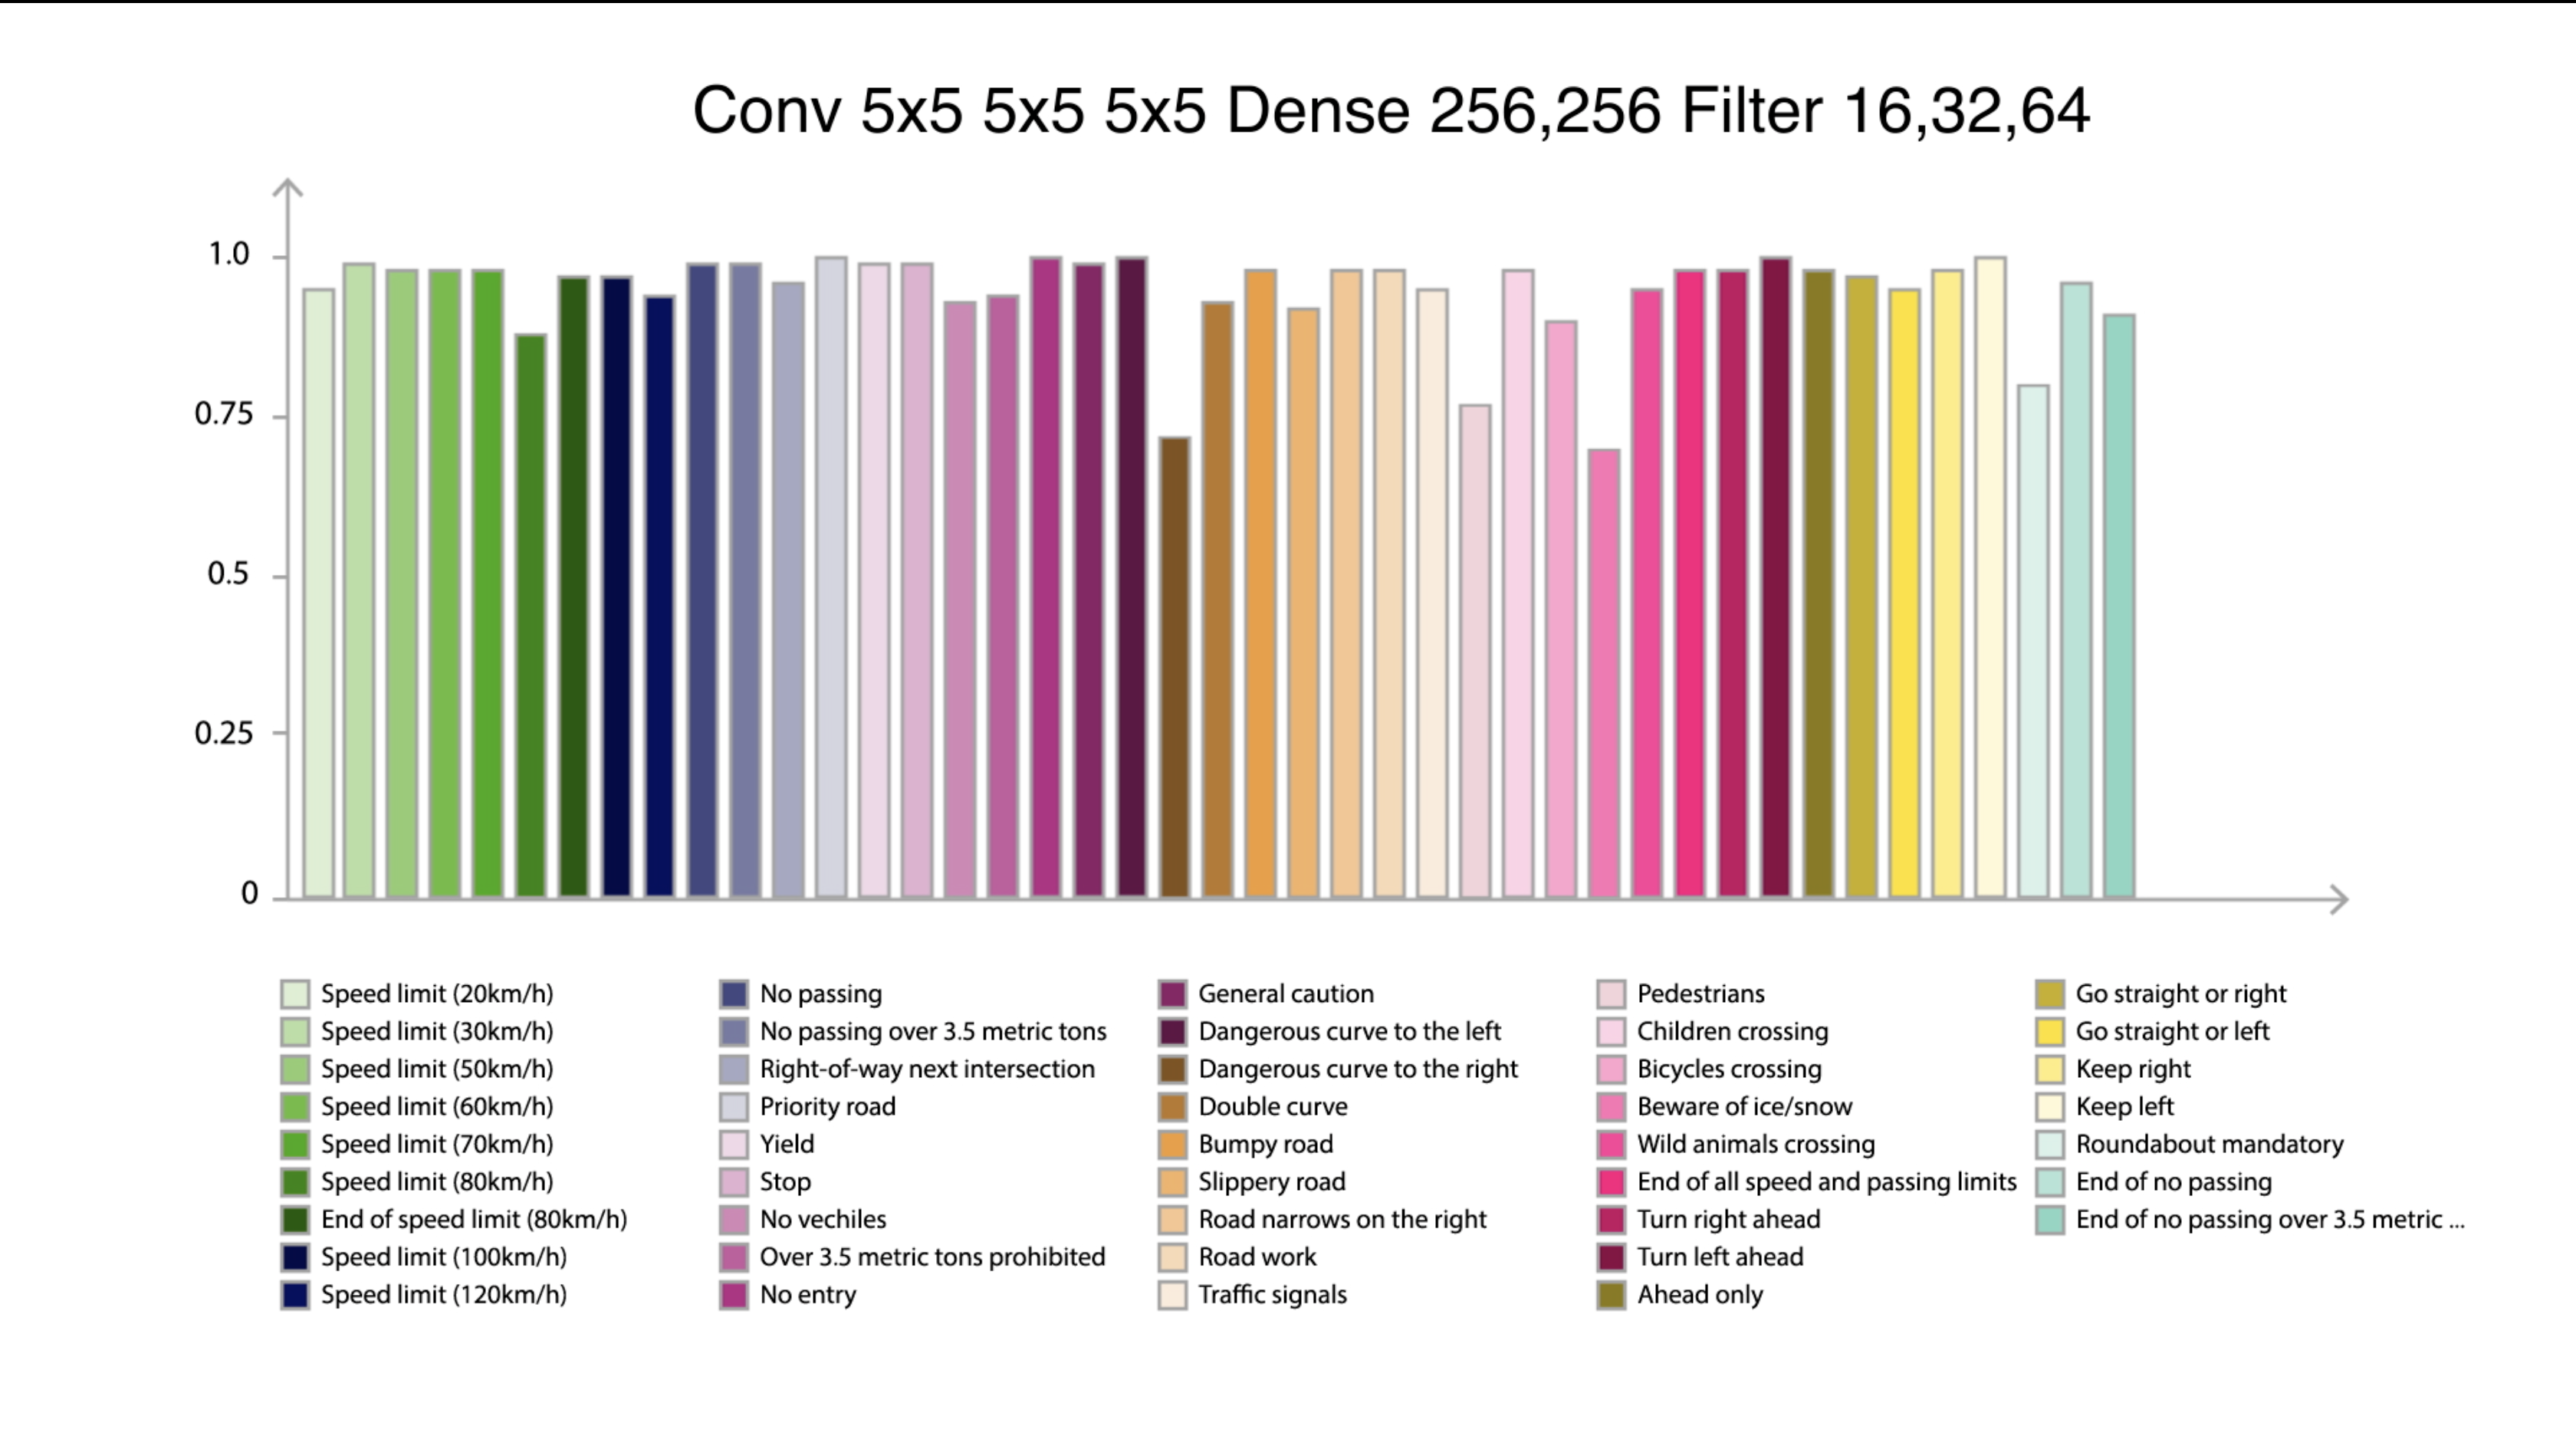 Conv 5x5 5x5 5x5 Dense 256,256 Filter 16,32,64
1.0
0.75
0.5
0.25
0
Speed limit (20km/h)
Speed limit (30km/h)
Speed limit (50km/h)
Speed limit (60km/h)
Speed limit (70km/h)
Speed limit (80km/h)
End of speed limit (80km/h)
Speed limit (100km/h)
Speed limit (120km/h)
No passing
No passing over 3.5 metric tons
Right-of-way next intersection
Priority road
Yield
Stop
No vechiles
Over 3.5 metric tons prohibited
No entry
General caution
Dangerous curve to the left
Dangerous curve to the right
Double curve
Bumpy road
Slippery road
Road narrows on the right
Road work
Traffic signals
Pedestrians
Children crossing
Bicycles crossing
Beware of ice/snow
Wild animals crossing
End of all speed and passing limits
Turn right ahead
Turn left ahead
Ahead only
Go straight or right
Go straight or left
Keep right
Keep left
Roundabout mandatory
End of no passing
End of no passing over 3.5 metric ...